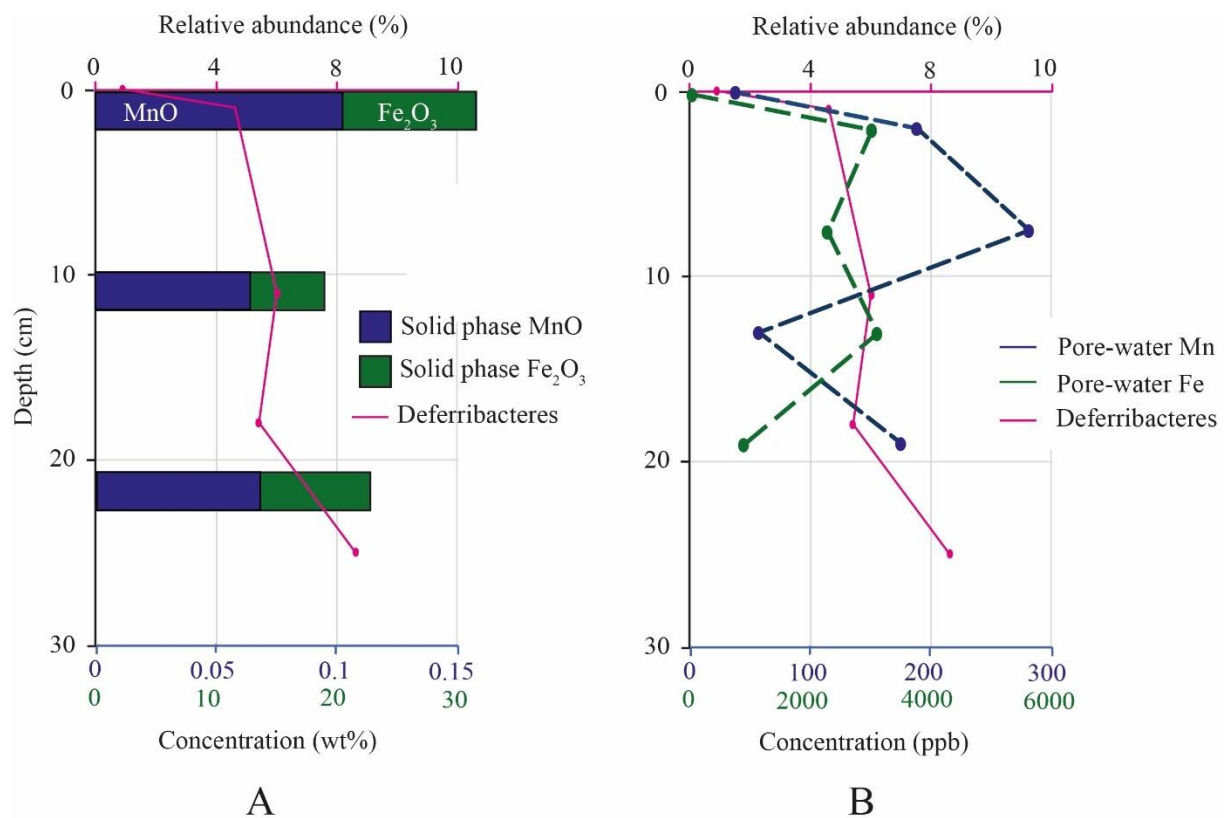 Relative abundance (%)
0 4 8 10
0
MnO Fe₂O₃
10
Solid phase MnO
Solid phase Fe₂O₃
Deferribacteres
Depth (cm)
20
30
0 0.05 0.1 0.15
0 10 20 30
Concentration (wt%)
A
Relative abundance (%)
0 4 8 10
0
10
Pore-water Mn
Pore-water Fe
Deferribacteres
20
30
0 100 200 300
0 2000 4000 6000
Concentration (ppb)
B